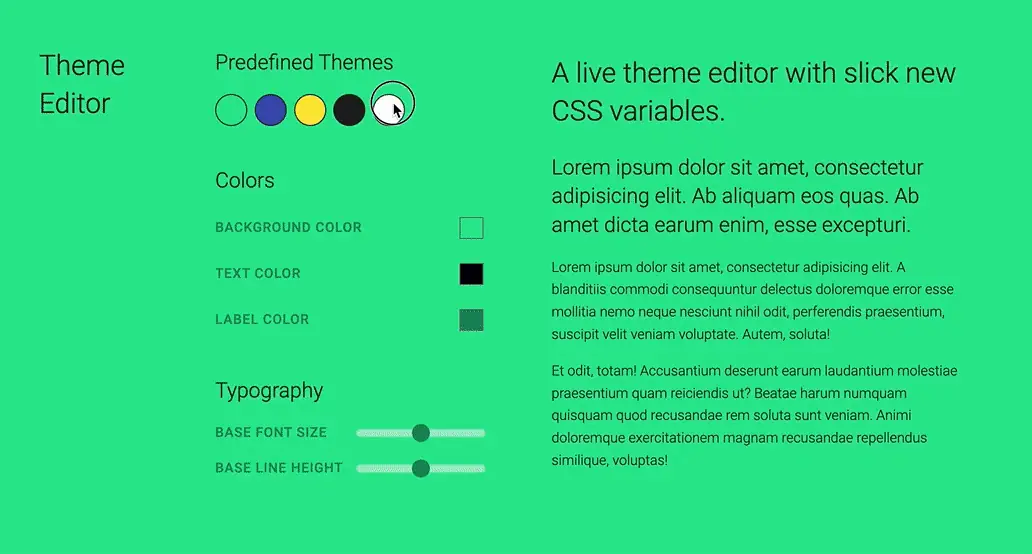 Theme
Editor
Predefined Themes
Colors
BACKGROUND COLOR
TEXT COLOR
LABEL COLOR
Typography
BASE FONT SIZE
BASE LINE HEIGHT
A live theme editor with slick new
CSS variables.
Lorem ipsum dolor sit amet, consectetur
adipisicing elit. Ab aliquam eos quas. Ab
amet dicta earum enim, esse excepturi.
Lorem ipsum dolor sit amet, consectetur adipisicing elit. A
blanditiis commodi consequuntur delectus doloremque error esse
mollitia nemo neque nesciunt nihil odit, perferendis praesentium,
suscipit velit veniam voluptate. Autem, soluta!
Et odit, totam! Accusantium deserunt earum laudantium molestiae
praesentium quam reiciendis ut? Beatae harum numquam
quisquam quod recusandae rem soluta sunt veniam. Animi
doloremque exercitationem magnam recusandae repellendus
similique, voluptas!